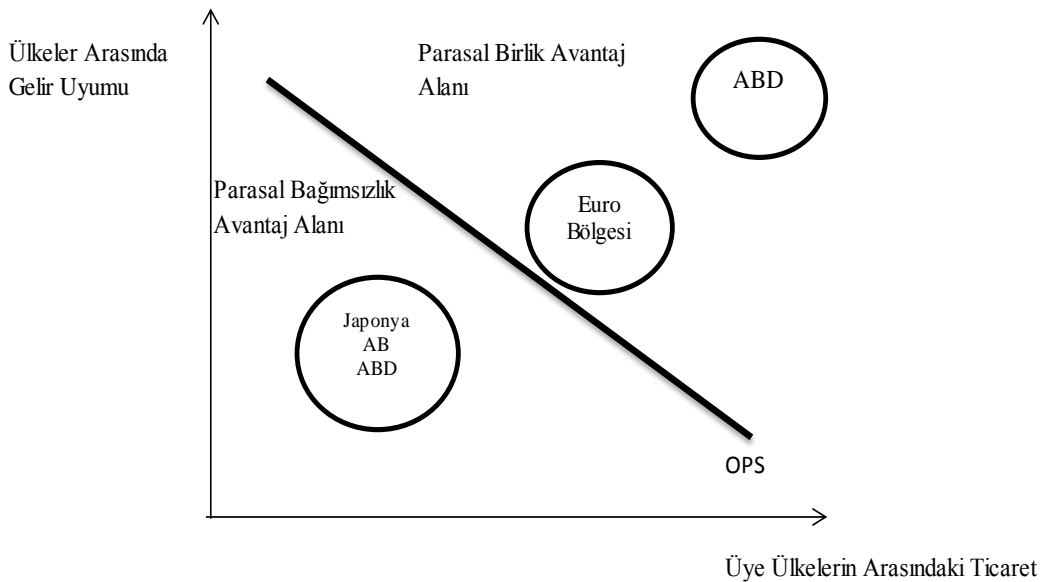 Ülkeler Arasında
Gelir Uyumu
Parasal Birlik Avantaj
Alanı
ABD
Parasal Bağımsızlık
Avantaj Alanı
Euro
Bölgesi
Japonya
AB
ABD
OPS
Üye Ülkelerin Arasındaki Ticaret